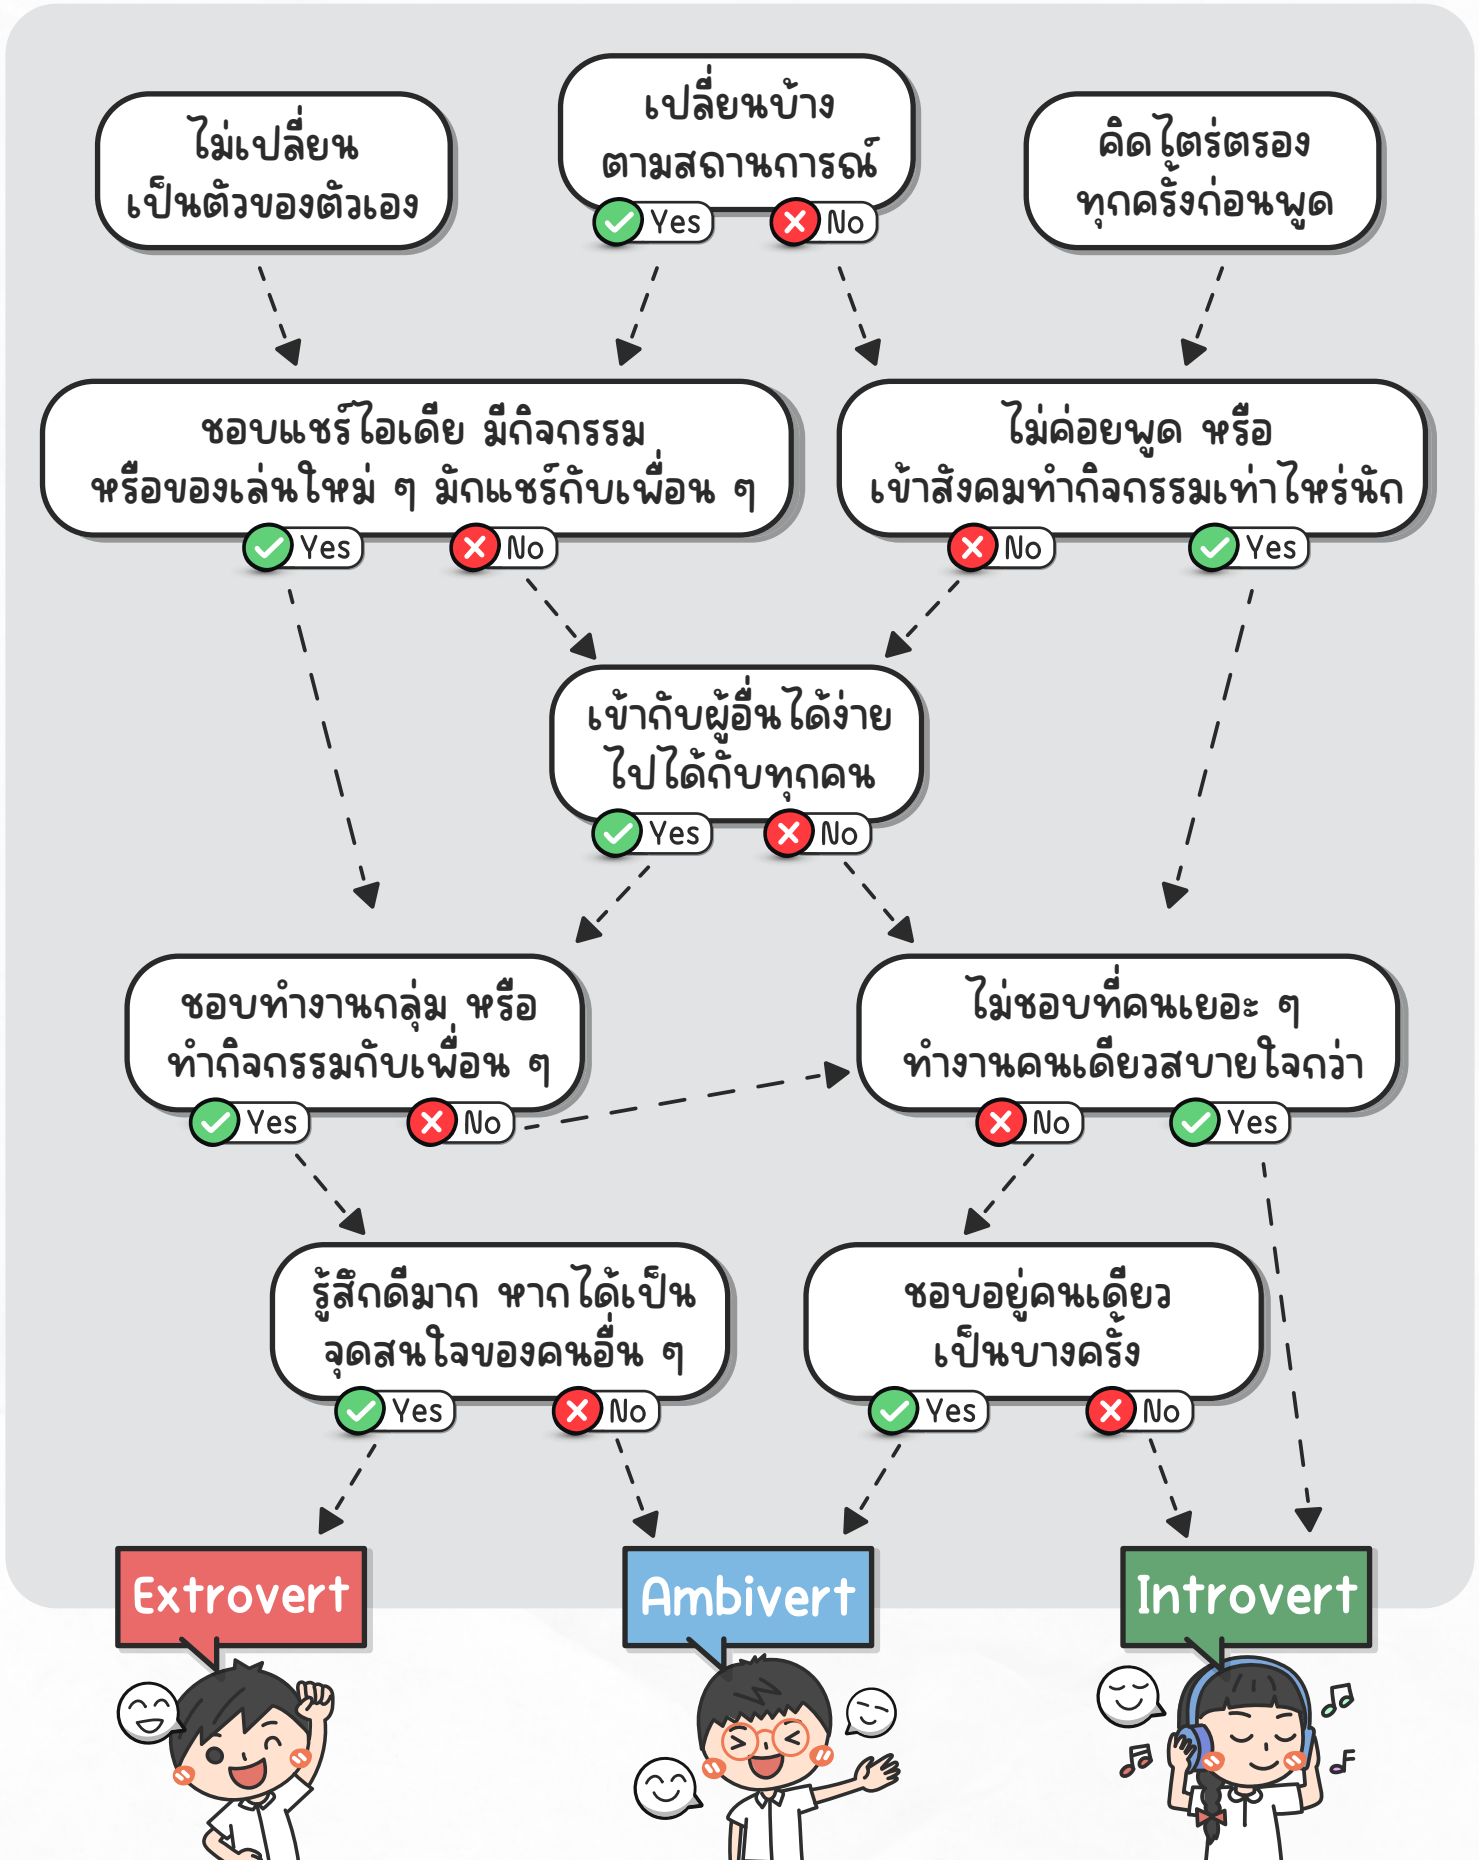 ไม่เปลี่ยน
เป็นตัวของตัวเอง
เปลี่ยนบ้าง
ตามสถานการณ์
Yes
No
คิดไตร่ตรอง
ทุกครั้งก่อนพูด
ชอบแชร์ไอเดีย มีกิจกรรม
หรือของเล่นใหม่ ๆ มักแชร์กับเพื่อน ๆ
Yes
No
ไม่ค่อยพูด หรือ
เข้าสังคมทำกิจกรรมเท่าไหร่นัก
No
Yes
เข้ากับผู้อื่นได้ง่าย
ไปได้กับทุกคน
Yes
No
ชอบทำงานกลุ่ม หรือ
ทำกิจกรรมกับเพื่อน ๆ
Yes
No
ไม่ชอบที่คนเยอะ ๆ
ทำงานคนเดียวสบายใจกว่า
No
Yes
รู้สึกดีมาก หากได้เป็น
จุดสนใจของคนอื่น ๆ
Yes
No
ชอบอยู่คนเดียว
เป็นบางครั้ง
Yes
No
Extrovert
Ambivert
Introvert